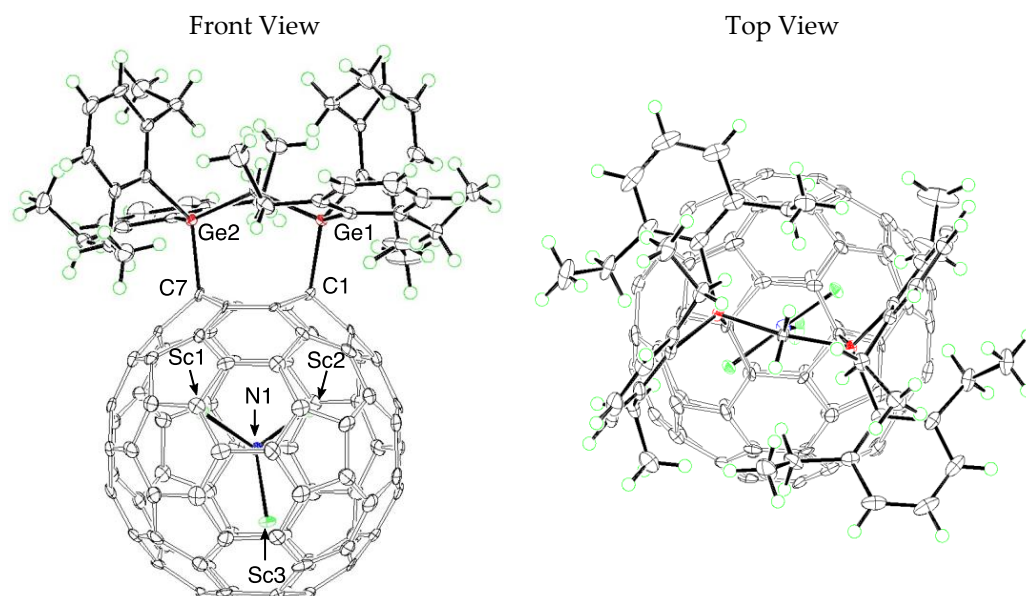 Front View
Top View
Ge2
Ge1
C7
C1
Sc1
Sc2
N1
Sc3